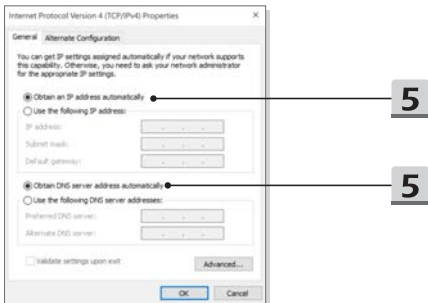 Internet Protocol Version 4 (TCP/IPv4) Properties
General Alternate Configuration
You can get IP settings assigned automatically if your network supports
this capability. Otherwise, you need to ask your network administrator
for the appropriate IP settings.
Obtain an IP address automatically
5
Use the following IP address:
IP address:
Subnet mask:
Default gateway:
Obtain DNS server address automatically
5
Use the following DNS server addresses:
Preferred DNS server:
Alternate DNS server:
Validate settings upon exit
Advanced...
OK Cancel